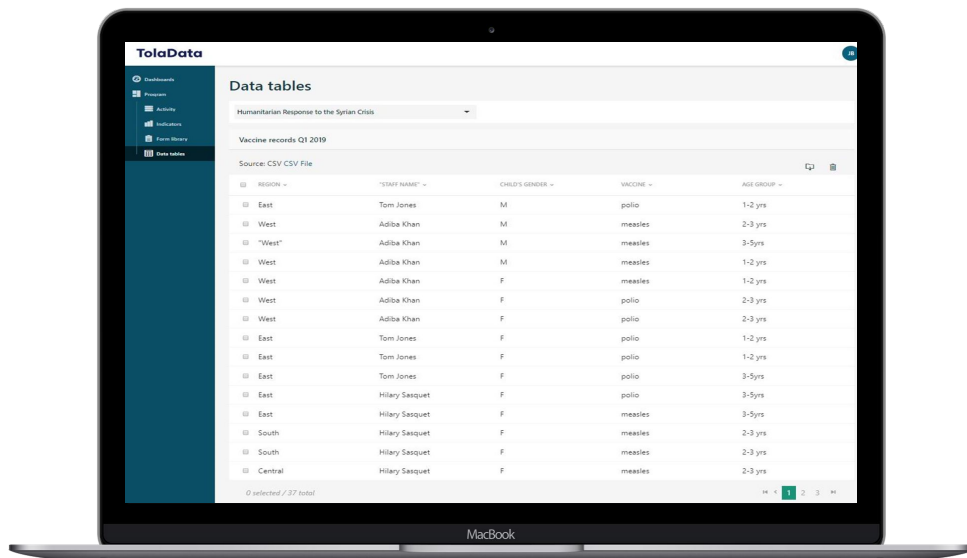 TolaData
JB
Dashboards
Program
Activity
Indicators
Form library
Data tables
Data tables
Humanitarian Response to the Syrian Crisis
Vaccine records Q1 2019
Source: CSV CSV File
REGION "STAFF NAME" CHILD'S GENDER VACCINE AGE GROUP
East Tom Jones M polio 1-2 yrs
West Adiba Khan M measles 2-3 yrs
"West" Adiba Khan M measles 3-5yrs
West Adiba Khan M measles 1-2 yrs
West Adiba Khan F measles 1-2 yrs
West Adiba Khan F polio 2-3 yrs
West Adiba Khan F polio 2-3 yrs
East Tom Jones F polio 1-2 yrs
East Tom Jones F polio 1-2 yrs
East Tom Jones F polio 3-5yrs
East Hilary Sasquet F polio 3-5yrs
East Hilary Sasquet F measles 3-5yrs
South Hilary Sasquet F measles 2-3 yrs
South Hilary Sasquet F measles 2-3 yrs
Central Hilary Sasquet F measles 2-3 yrs
0 selected / 37 total 1 2 3
MacBook